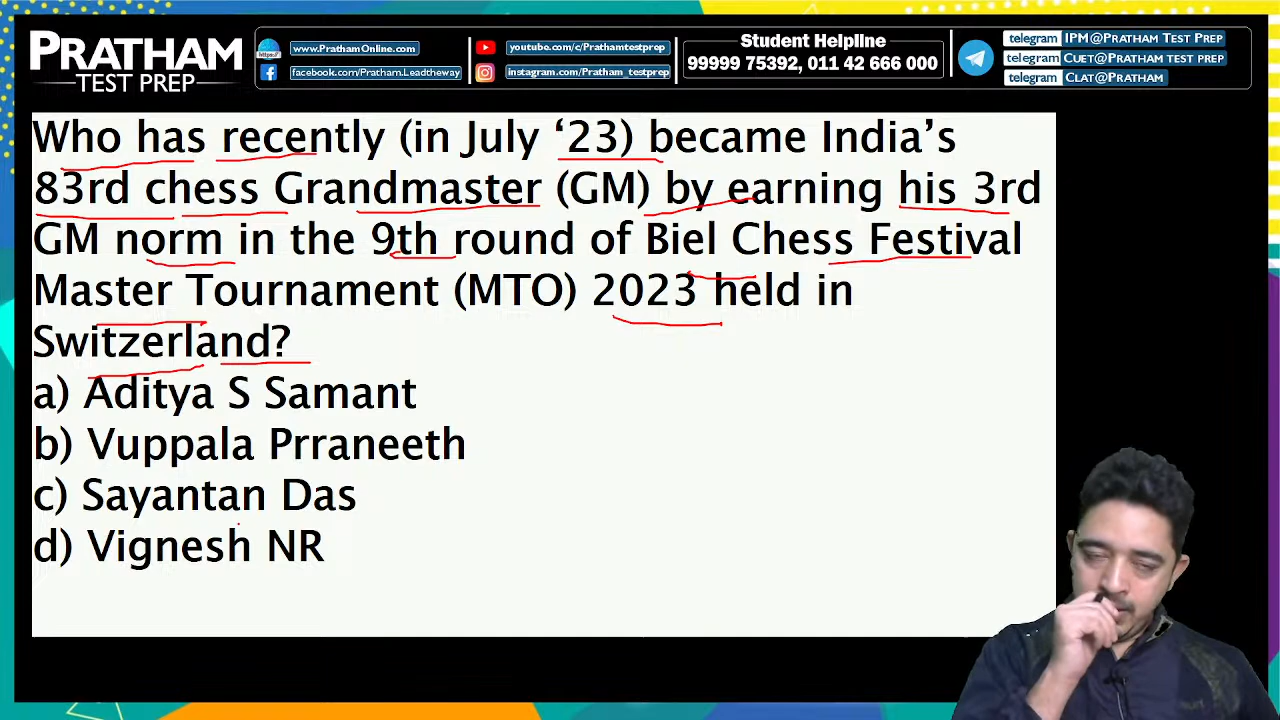 PRATHAM
TEST PREP
https://
www.PrathamOnline.com
facebook.com/Pratham.Leadtheway
youtube.com/c/Prathamtestprep
instagram.com/Pratham_testprep
Student Helpline
99999 75392, 011 42 666 000
telegram IPM@PRATHAM TEST PREP
telegram CUET@PRATHAM TEST PREP
telegram CLAT@PRATHAM
Who has recently (in July ‘23) became India’s
83rd chess Grandmaster (GM) by earning his 3rd
GM norm in the 9th round of Biel Chess Festival
Master Tournament (MTO) 2023 held in
Switzerland?
a) Aditya S Samant
b) Vuppala Prraneeth
c) Sayantan Das
d) Vignesh NR